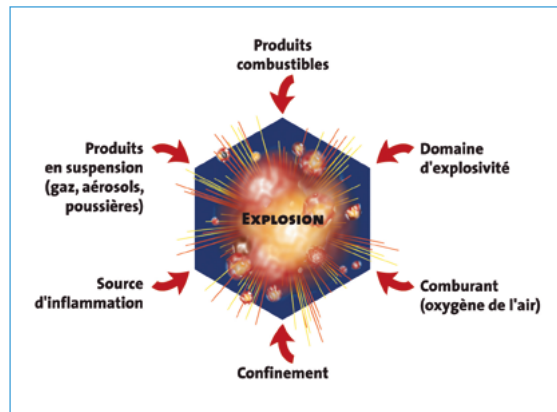 Produits
combustibles
Produits
en suspension
(gaz, aérosols,
poussières)
Domaine
d'explosivité
EXPLOSION
Source
d'inflammation
Comburant
(oxygène de l'air)
Confinement